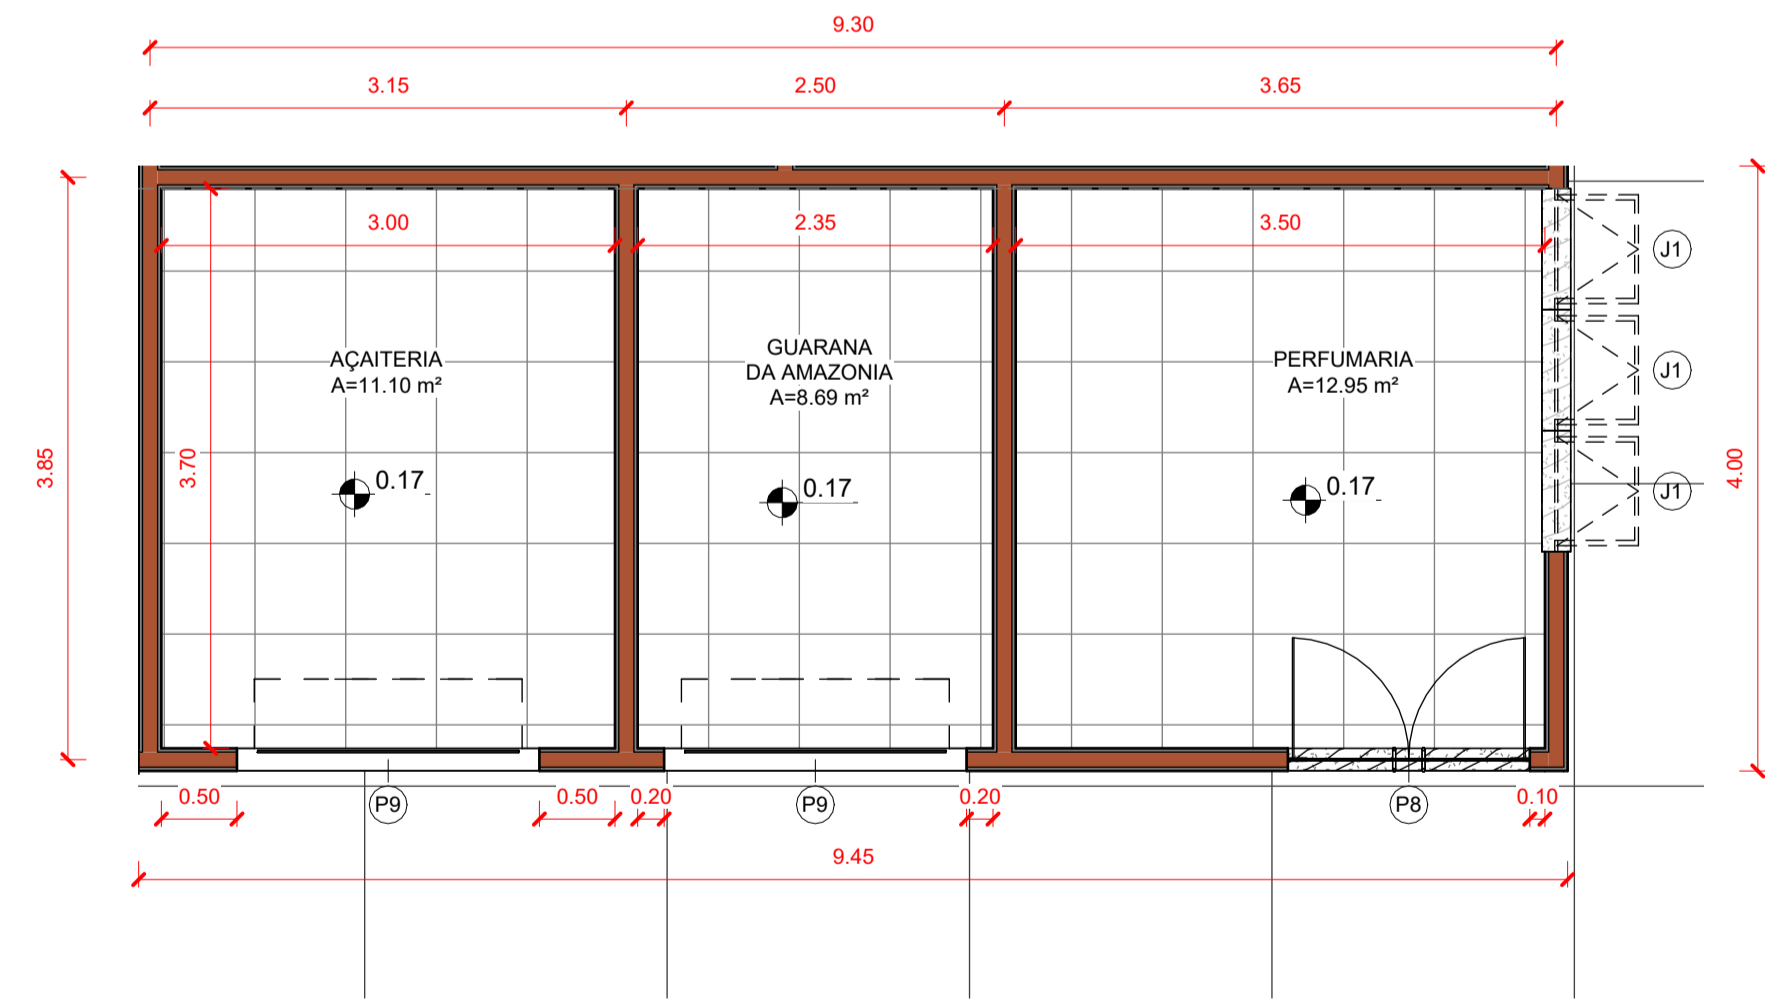 9.30
3.15
2.50
3.65
3.00
2.35
3.50
J1
AÇAITERIA
A=11.10 m²
GUARANA
DA AMAZONIA
A=8.69 m²
PERFUMARIA
A=12.95 m²
J1
3.85
3.70
0.17
0.17
0.17
J1
4.00
0.50
P9
0.50
0.20
P9
0.20
P8
0.10
9.45